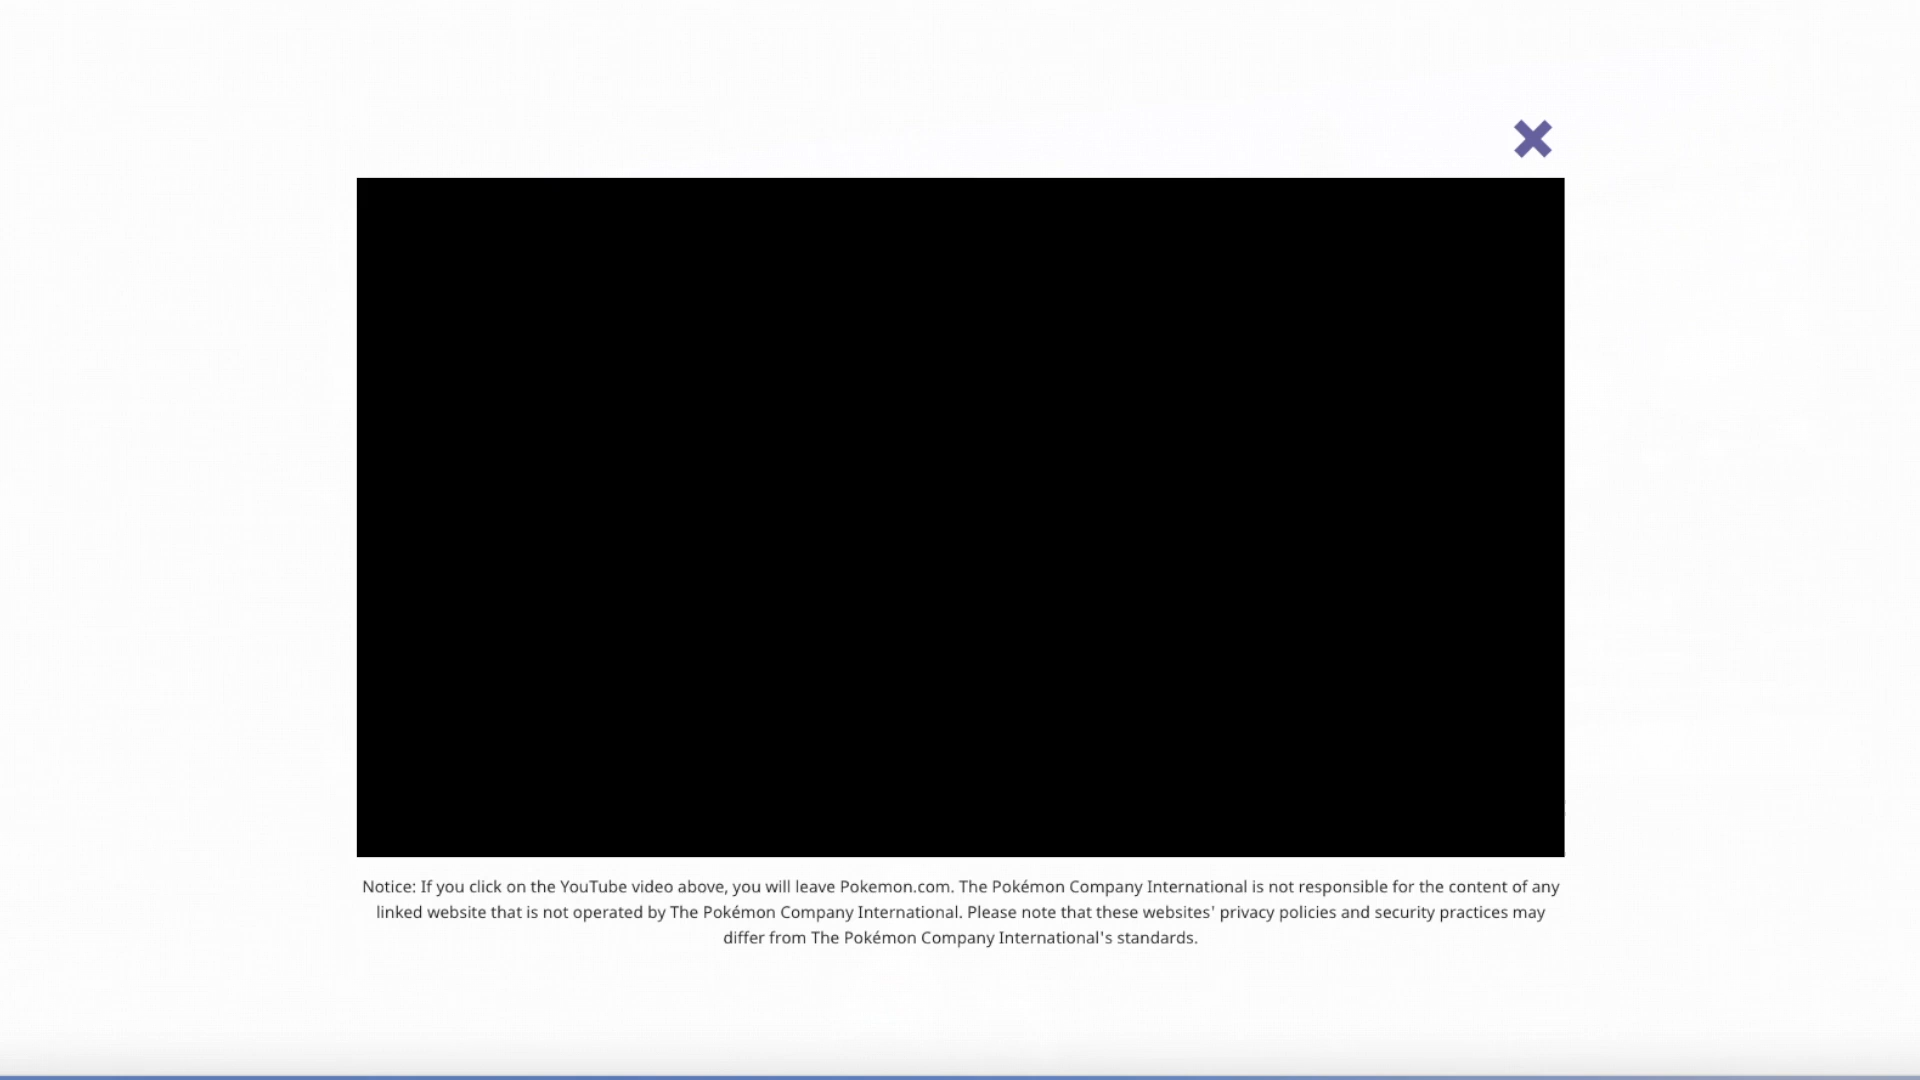 Notice: If you click on the YouTube video above, you will leave Pokemon.com. The Pokémon Company International is not responsible for the content of any
linked website that is not operated by The Pokémon Company International. Please note that these websites' privacy policies and security practices may
differ from The Pokémon Company International's standards.